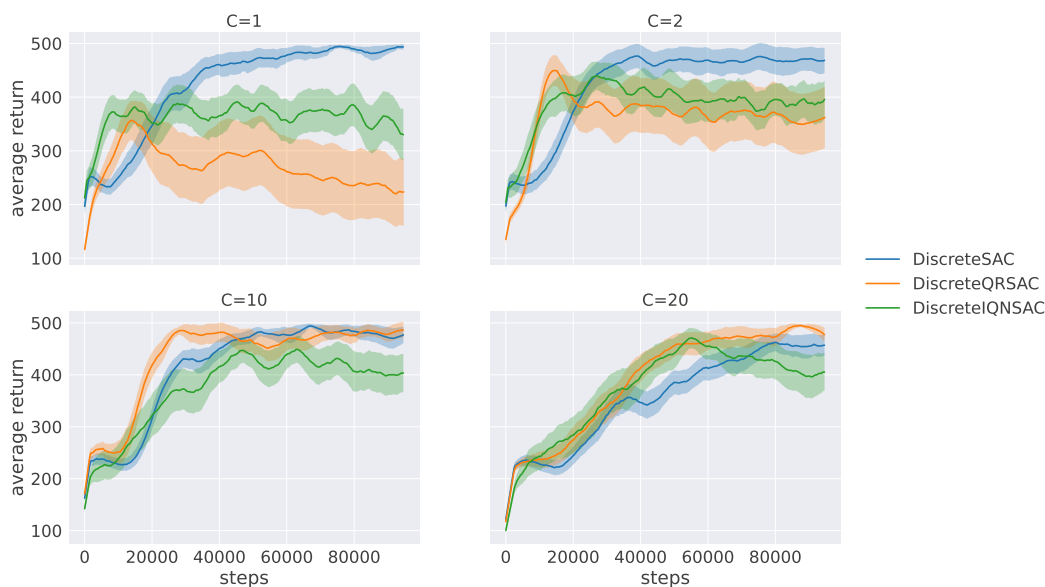 C=1
C=2
500
400
300
200
100
average return
DiscreteSAC
DiscreteQRSAC
DiscreteIQNSAC
C=10
C=20
500
400
300
200
100
average return
0 20000 40000 60000 80000
0 20000 40000 60000 80000
steps
steps